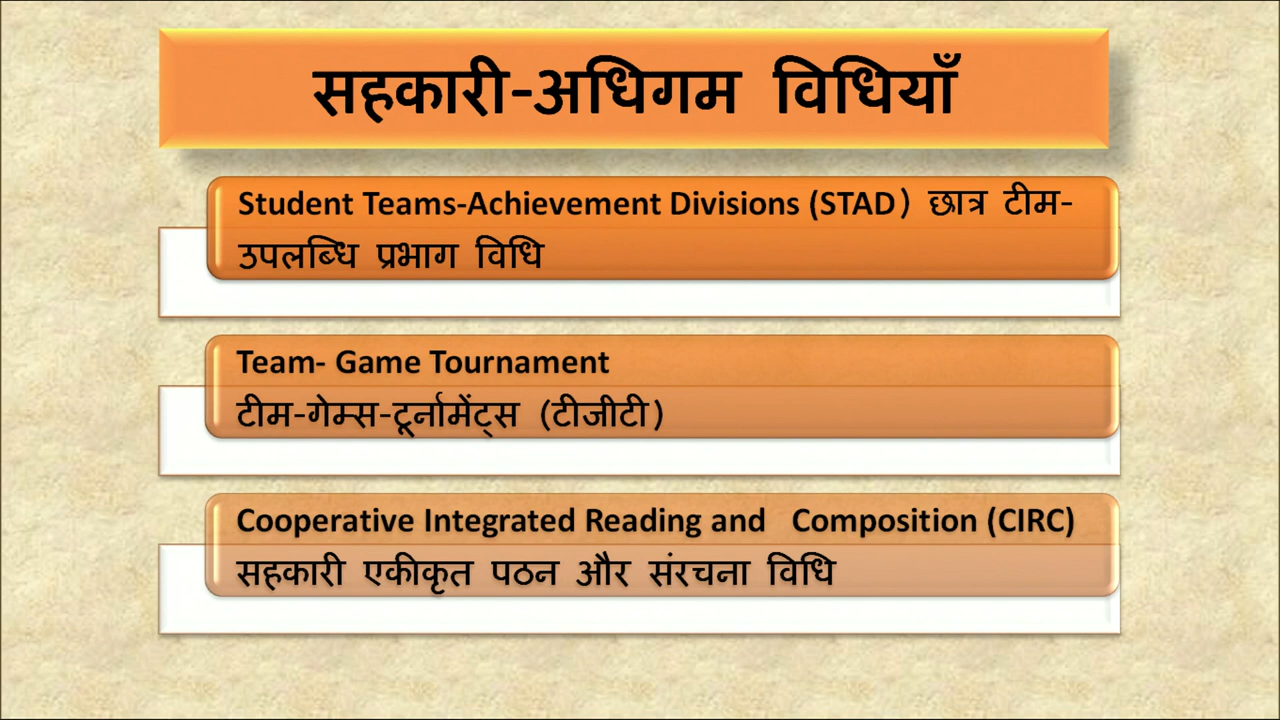 सहकारी-अधिगम विधियाँ
Student Teams-Achievement Divisions (STAD) छात्र टीम-
उपलब्धि प्रभाग विधि
Team- Game Tournament
टीम-गेम्स-टूर्नामेंट्स (टीजीटी)
Cooperative Integrated Reading and Composition (CIRC)
सहकारी एकीकृत पठन और संरचना विधि